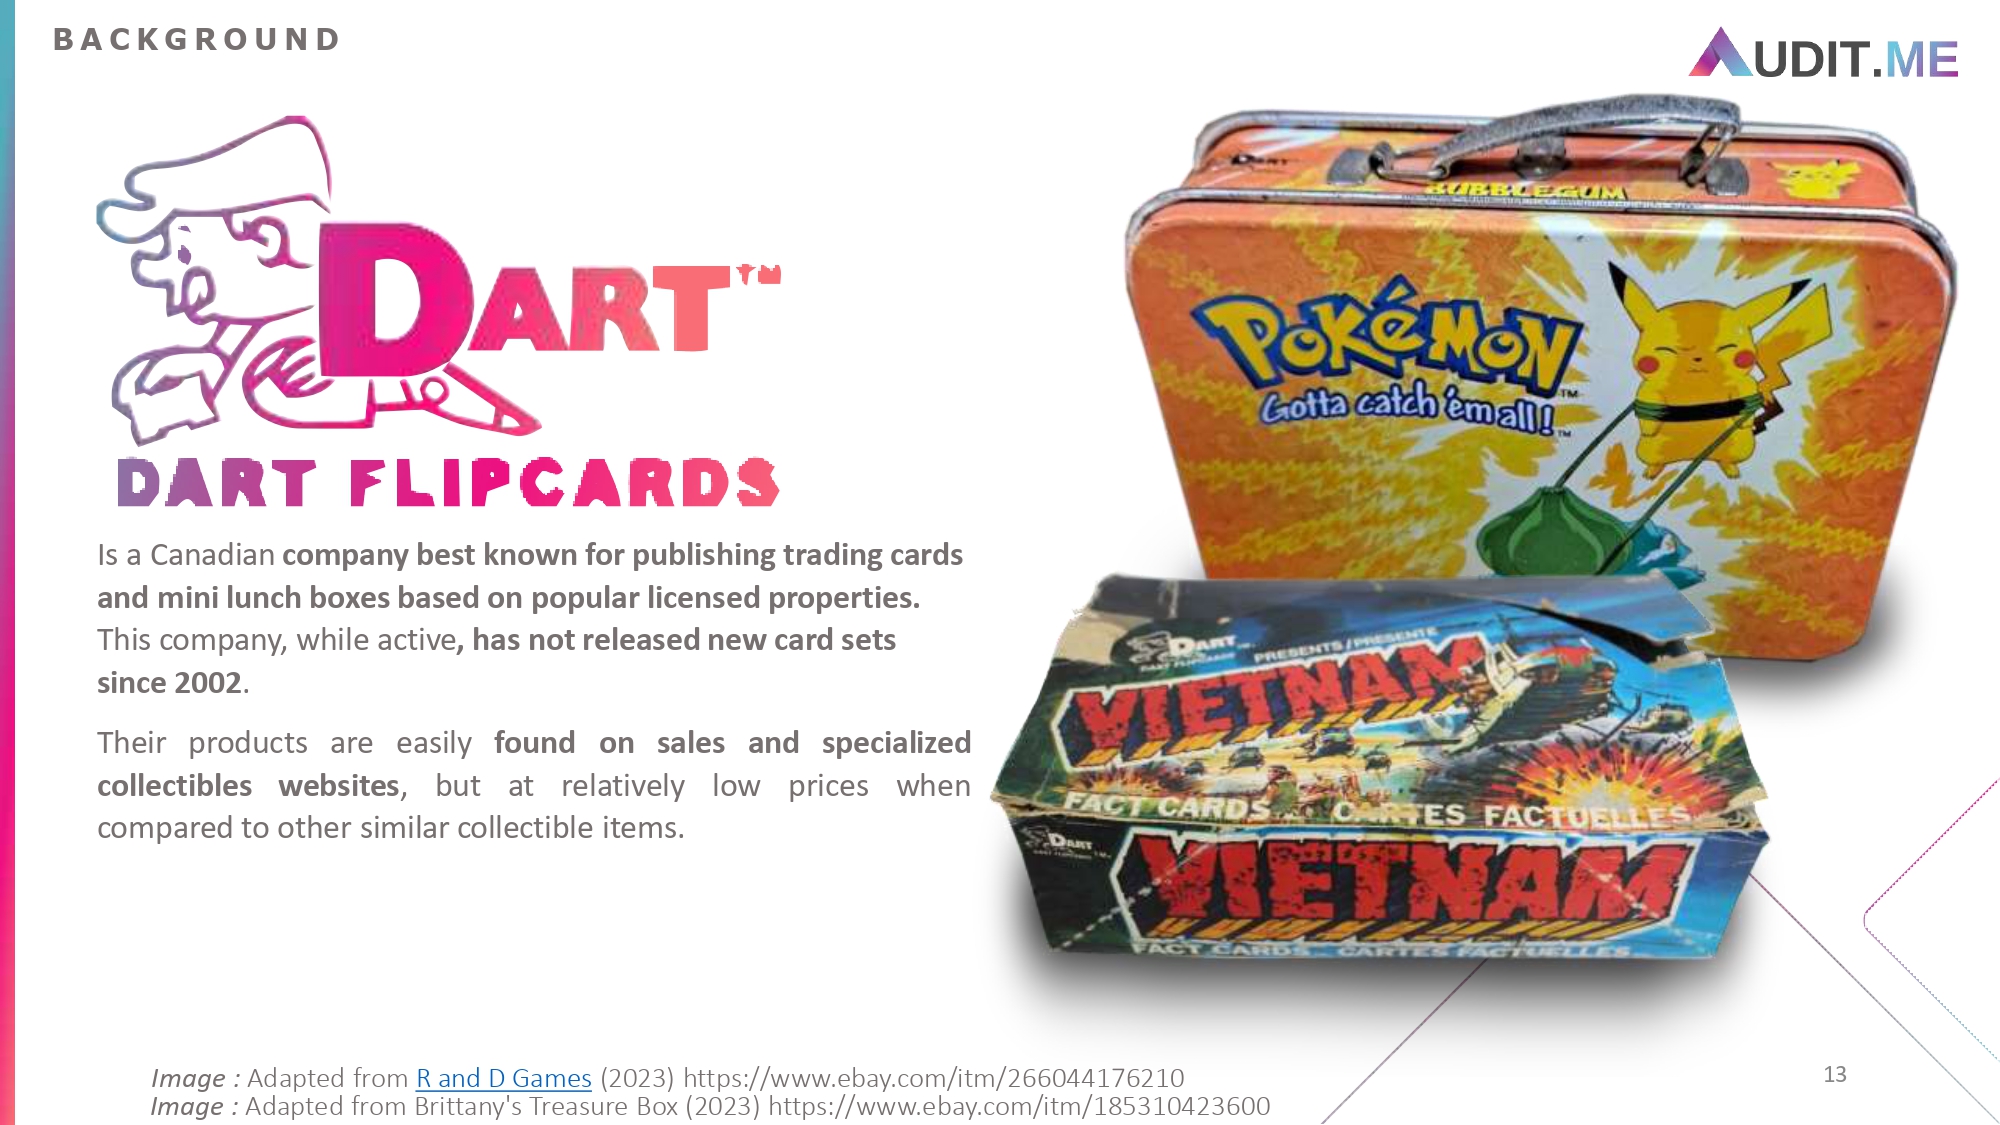 BACKGROUND
AUDIT.ME
DART™
DART FLIPCARDS
Is a Canadian company best known for publishing trading cards
and mini lunch boxes based on popular licensed properties.
This company, while active, has not released new card sets
since 2002.
Their products are easily found on sales and specialized
collectibles websites, but at relatively low prices when
compared to other similar collectible items.
DART
BUBBLEGUM
POKéMON™
Gotta catch 'em all!™
DART
DART FLIPCARDS
PRESENTS/PRESENTE
VIETNAM
FACT CARDS CARTES FACTUELLES
DART
VIETNAM
FACT CARDS CARTES FACTUELLES
Image : Adapted from R and D Games (2023) https://www.ebay.com/itm/266044176210
Image : Adapted from Brittany's Treasure Box (2023) https://www.ebay.com/itm/185310423600
13